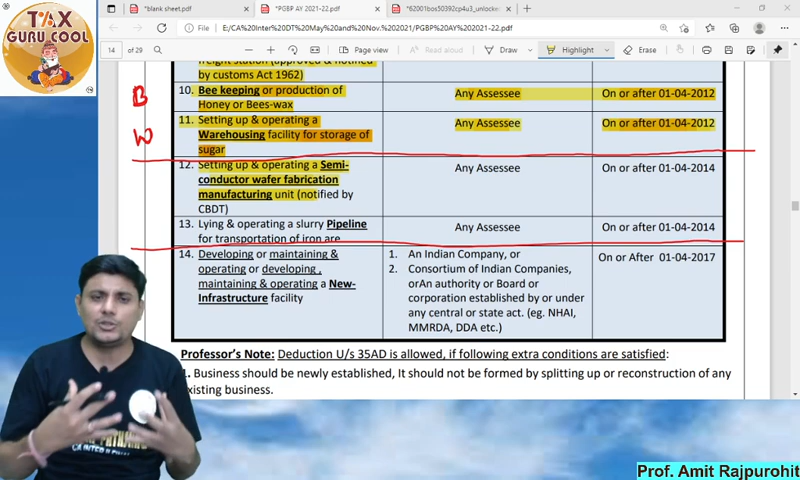 TAX
GURU COOL
*blank sheet.pdf
*PGBP AY 2021-22.pdf
*62001bos50392cp4u3_unlocke
E:/CA%20Inter%20DT%20May%20and%20Nov.%202021/PGBP%20AY%202021-22.pdf
14 of 29
Page view
Read aloud
Draw
Highlight
Erase
freight station (approved & notified
by customs Act 1962)
10. Bee keeping or production of Honey or Bees-wax
Any Assessee
On or after 01-04-2012
B
11. Setting up & operating a Warehousing facility for storage of sugar
Any Assessee
On or after 01-04-2012
W
12. Setting up & operating a Semi-
conductor wafer fabrication
manufacturing unit (notified by
CBDT)
Any Assessee
On or after 01-04-2014
13. Lying & operating a slurry Pipeline
for transportation of iron are
Any Assessee
On or after 01-04-2014
14. Developing or maintaining &
operating or developing ,
maintaining & operating a New-
Infrastructure facility
1. An Indian Company, or
2. Consortium of Indian Companies,
orAn authority or Board or
corporation established by or under
any central or state act. (eg. NHAI,
MMRDA, DDA etc.)
On or After 01-04-2017
Professor's Note: Deduction U/s 35AD is allowed, if following extra conditions are satisfied:
1. Business should be newly established, It should not be formed by splitting up or reconstruction of any
existing business.
Prof. Amit Rajpurohit